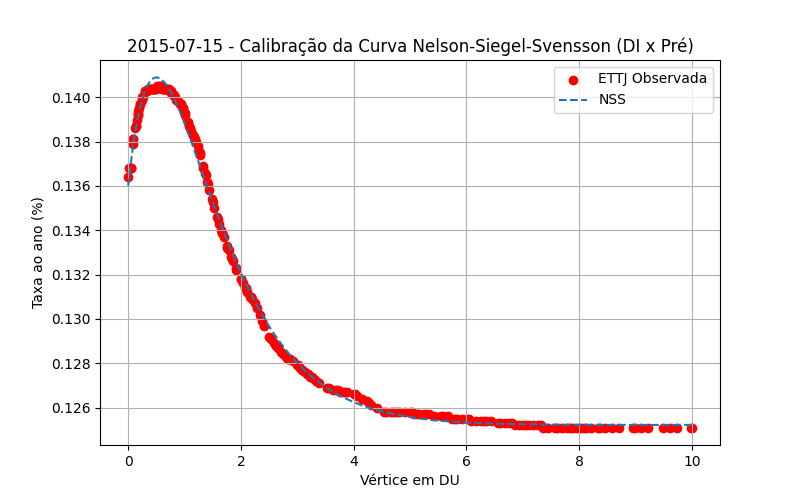 2015-07-15 - Calibração da Curva Nelson-Siegel-Svensson (DI x Pré)
ETTJ Observada
NSS
Taxa ao ano (%)
0.140
0.138
0.136
0.134
0.132
0.130
0.128
0.126
0 2 4 6 8 10
Vértice em DU